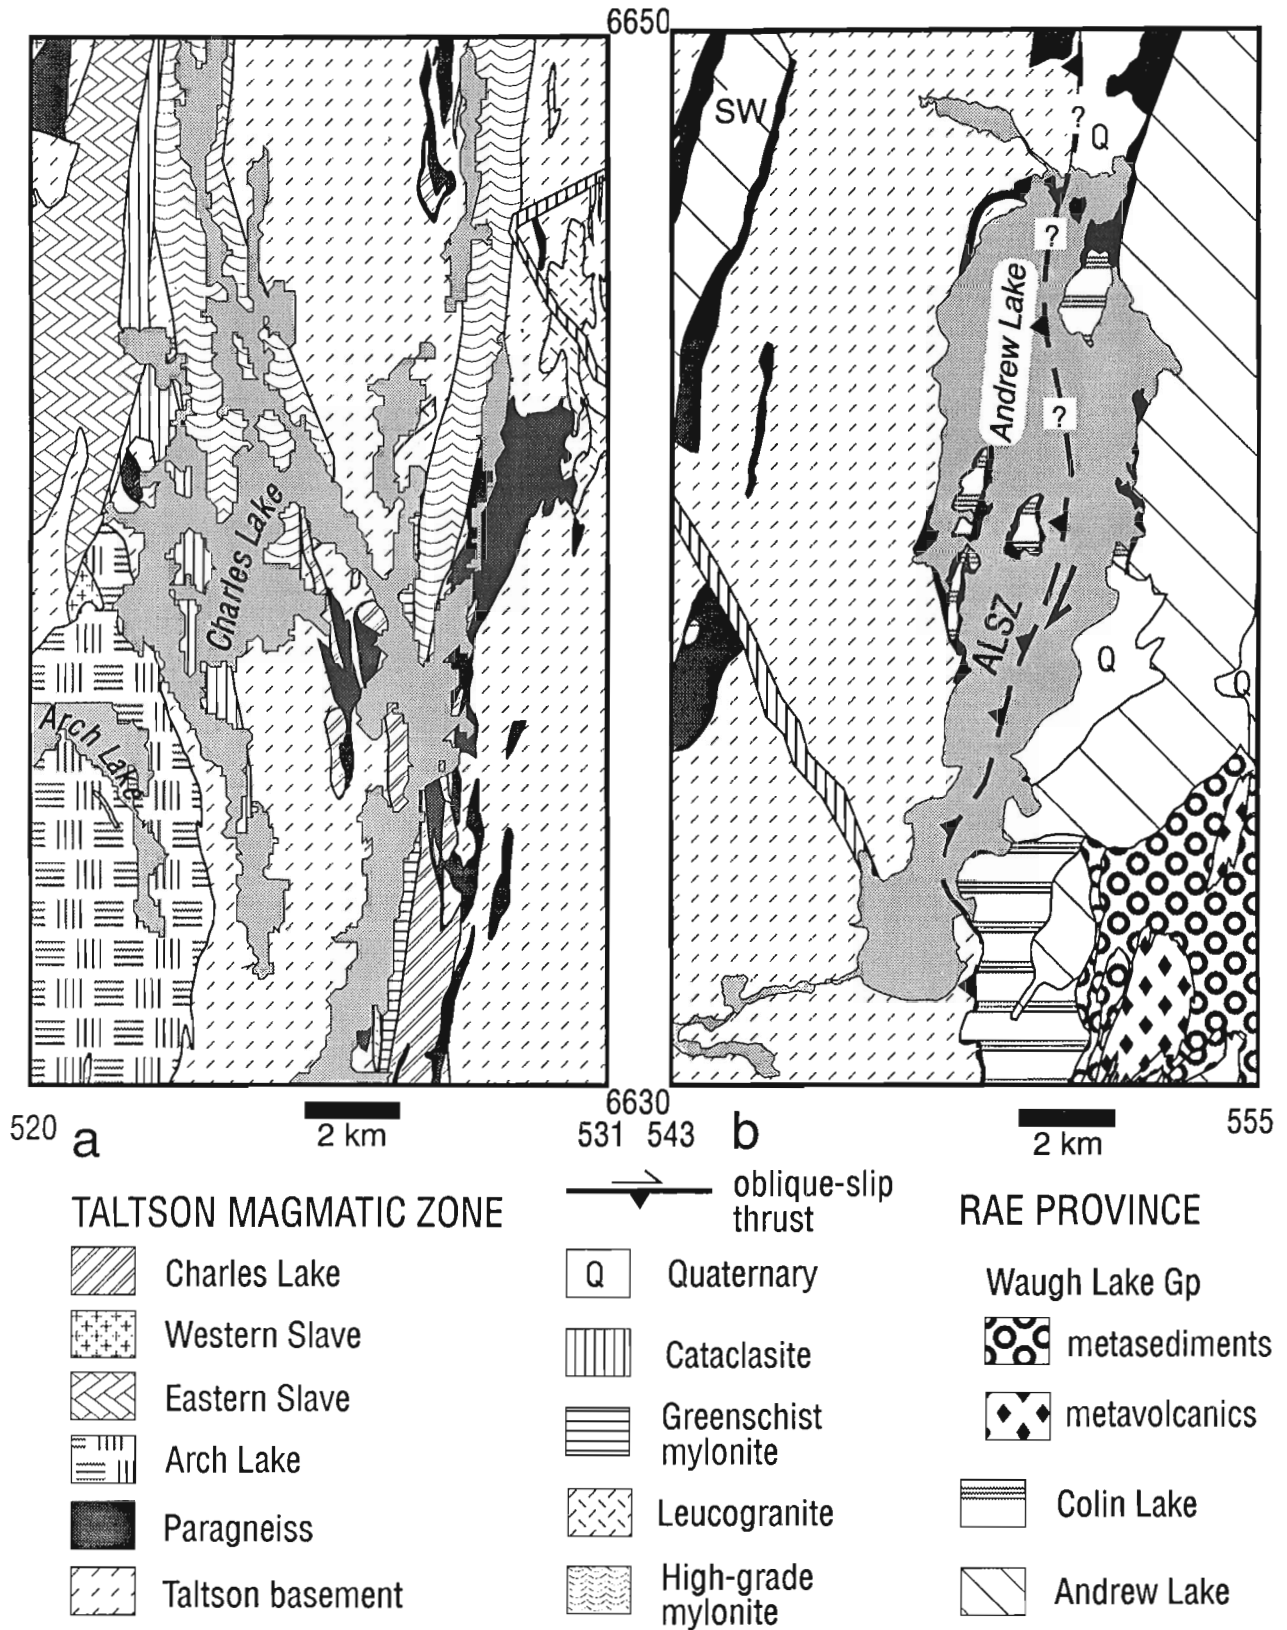 6650
SW
?
Q
?
Andrew Lake
?
Charles Lake
ALSZ
Q
Q
Arch Lake
6630
520
a
2 km
531
543
b
2 km
555
TALTSON MAGMATIC ZONE
Charles Lake
Western Slave
Eastern Slave
Arch Lake
Paragneiss
Taltson basement
oblique-slip
thrust
Q
Quaternary
Cataclasite
Greenschist
mylonite
Leucogranite
High-grade
mylonite
RAE PROVINCE
Waugh Lake Gp
metasediments
metavolcanics
Colin Lake
Andrew Lake